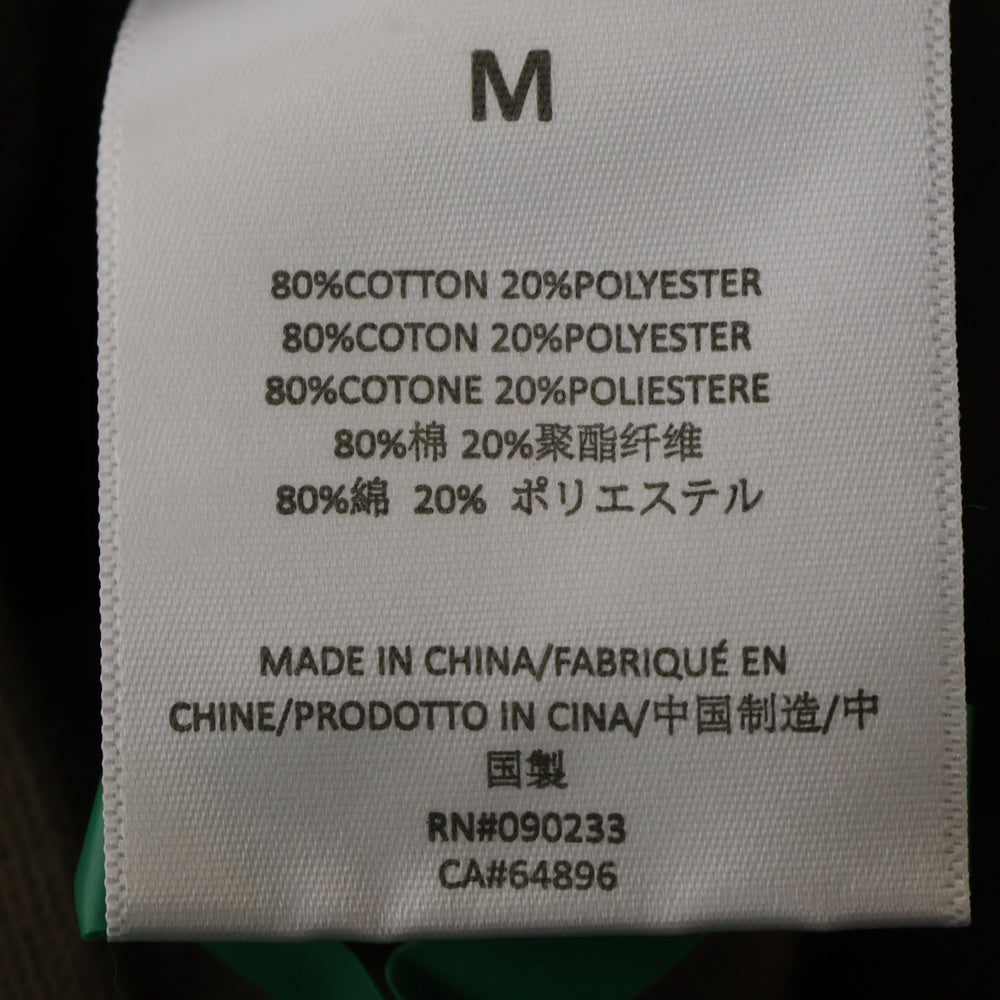 M
80%COTTON 20%POLYESTER
80%COTON 20%POLYESTER
80%COTONE 20%POLIESTERE
80%棉 20%聚酯纤维
80%綿 20% ポリエステル
MADE IN CHINA/FABRIQUÉ EN
CHINE/PRODOTTO IN CINA/中国制造/中
国製
RN#090233
CA#64896